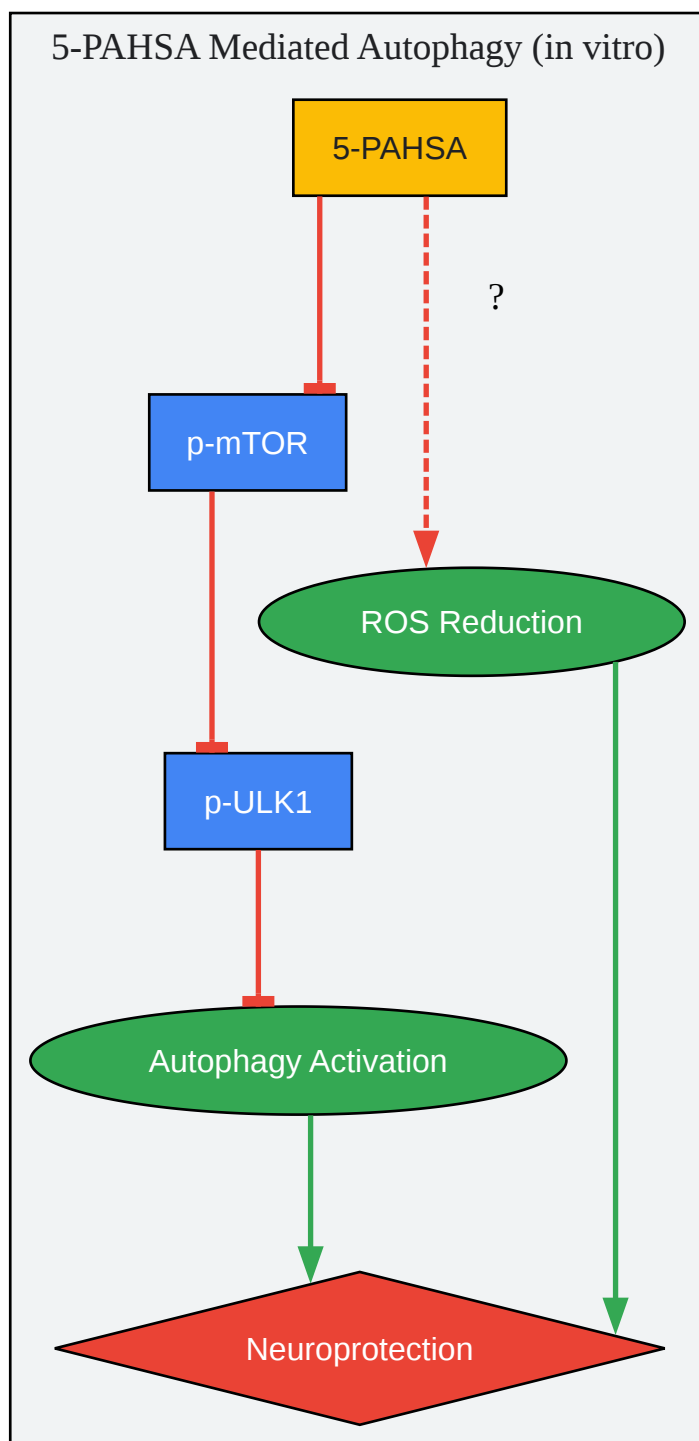 5-PAHSA Mediated Autophagy (in vitro)
5-PAHSA
?
p-mTOR
ROS Reduction
p-ULK1
Autophagy Activation
Neuroprotection